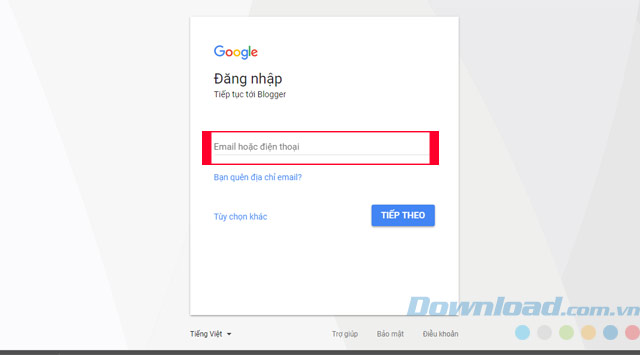 Google
Đăng nhập
Tiếp tục tới Blogger
Email hoặc điện thoại
Bạn quên địa chỉ email?
Tùy chọn khác
TIẾP THEO
Download.com.vn
Tiếng Việt
Trợ giúp
Bảo mật
Điều khoản